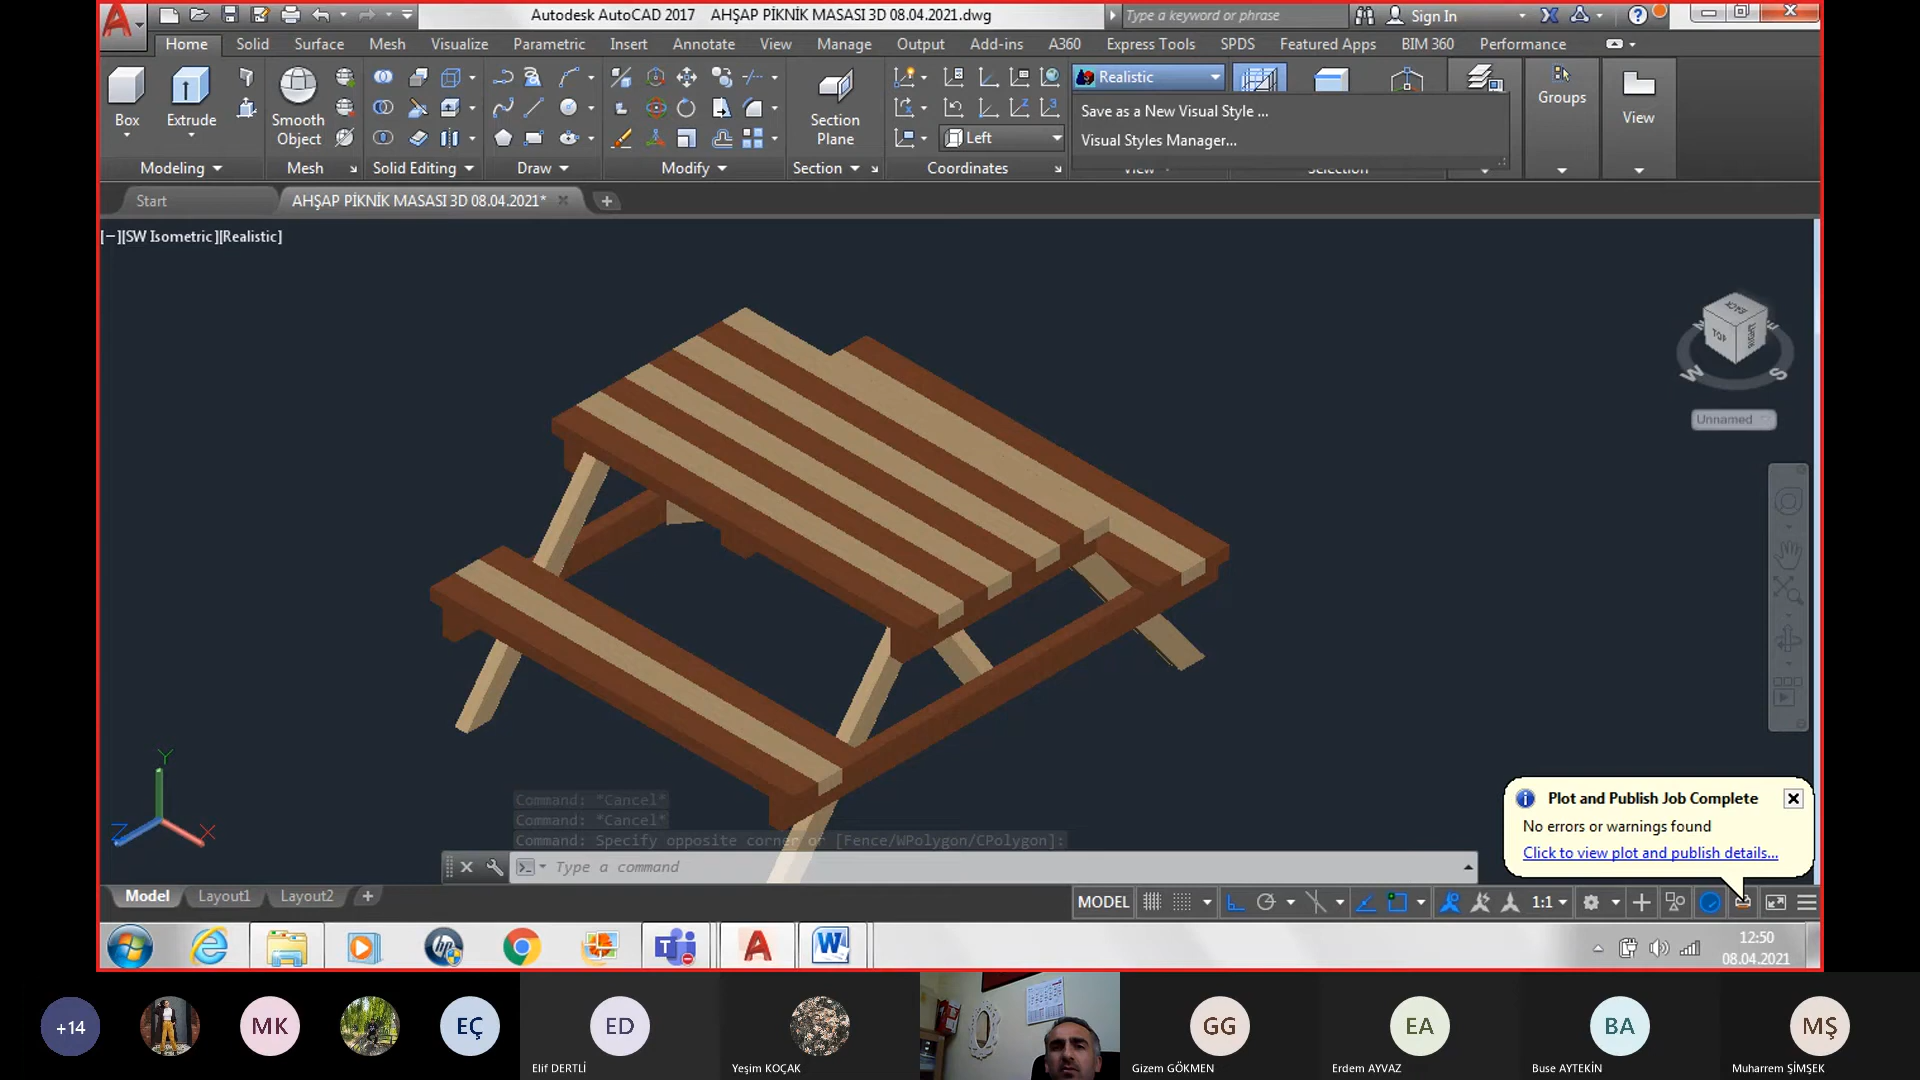 Autodesk AutoCAD 2017 AHŞAP PİKNİK MASASI 3D 08.04.2021.dwg
Type a keyword or phrase
Sign In
Home Solid Surface Mesh Visualize Parametric Insert Annotate View Manage Output Add-ins A360 Express Tools SPDS Featured Apps BIM 360 Performance
Realistic
Save as a New Visual Style ...
Visual Styles Manager...
Box
Extrude
Smooth
Object
Section
Plane
Left
Groups
View
Modeling
Mesh
Solid Editing
Draw
Modify
Section
Coordinates
View
Selection
Start
AHŞAP PİKNİK MASASI 3D 08.04.2021*
[−][SW Isometric][Realistic]
BACK
TOP
W
S
Unnamed
Y
Z
X
Command: *Cancel*
Command: *Cancel*
Command: Specify opposite corner or [Fence/WPolygon/CPolygon]:
Type a command
Plot and Publish Job Complete
No errors or warnings found
Click to view plot and publish details...
Model
Layout1
Layout2
MODEL
1:1
12:50
08.04.2021
+14
MK
EÇ
ED
Elif DERTLİ
Yeşim KOÇAK
GG
Gizem GÖKMEN
EA
Erdem AYVAZ
BA
Buse AYTEKİN
MŞ
Muharrem ŞİMŞEK